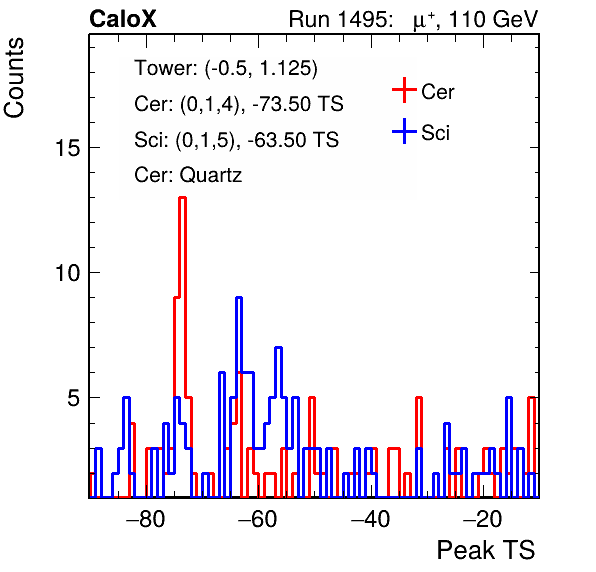 CaloX Run 1495: μ⁺, 110 GeV
Counts
Tower: (-0.5, 1.125)
Cer: (0,1,4), -73.50 TS
Sci: (0,1,5), -63.50 TS
Cer: Quartz
Cer
Sci
15
10
5
−80 −60 −40 −20
Peak TS